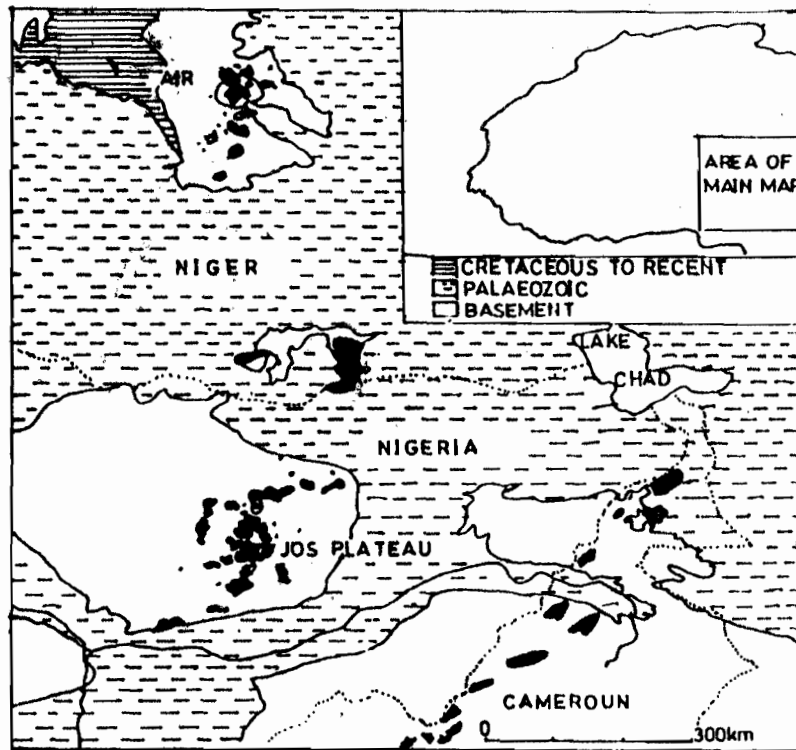 AIR
AREA OF
MAIN MAP
NIGER
CRETACEOUS TO RECENT
PALAEOZOIC
BASEMENT
LAKE
CHAD
NIGERIA
JOS PLATEAU
CAMEROUN
0 300km